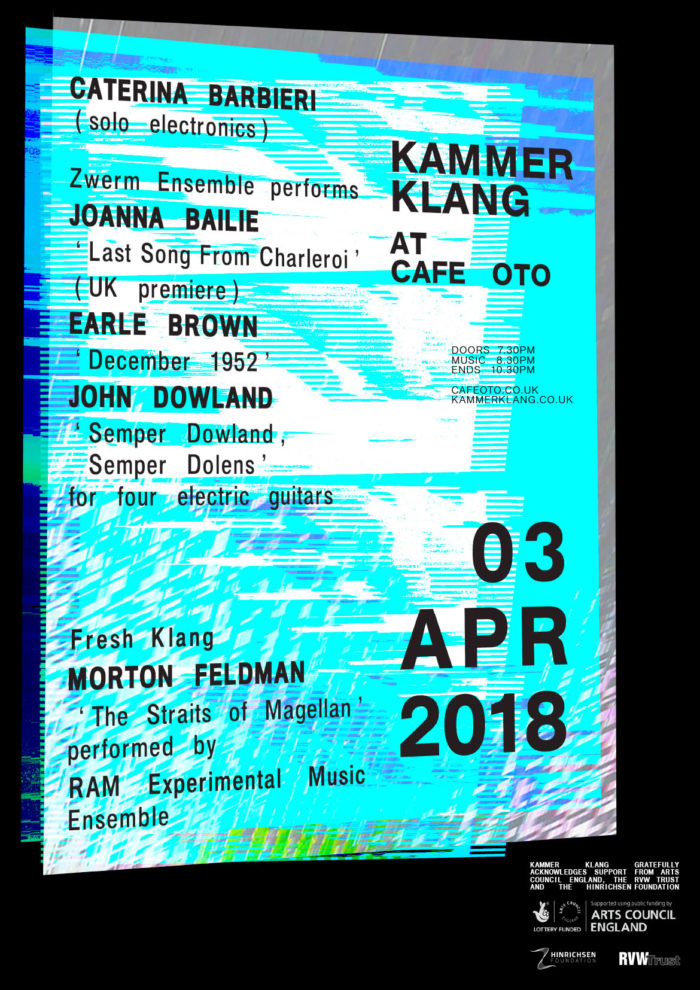 CATERINA BARBIERI
( solo electronics )
Zwerm Ensemble performs
JOANNA BAILIE
‘ Last Song From Charleroi ’
( UK premiere )
EARLE BROWN
‘ December 1952 ’
JOHN DOWLAND
‘ Semper Dowland ,
Semper Dolens ’
for four electric guitars
Fresh Klang
MORTON FELDMAN
‘ The Straits of Magellan ’
performed by
RAM Experimental Music
Ensemble
KAMMER
KLANG
AT
CAFE OTO
DOORS 7.30PM
MUSIC 8.30PM
ENDS 10.30PM
CAFEOTO.CO.UK
KAMMERKLANG.CO.UK
03
APR
2018
KAMMER KLANG GRATEFULLY
ACKNOWLEDGES SUPPORT FROM ARTS
COUNCIL ENGLAND, THE RVW TRUST
AND THE HINRICHSEN FOUNDATION
LOTTERY FUNDED
Supported using public funding by
ARTS COUNCIL
ENGLAND
HINRICHSEN
FOUNDATION
RVWTrust